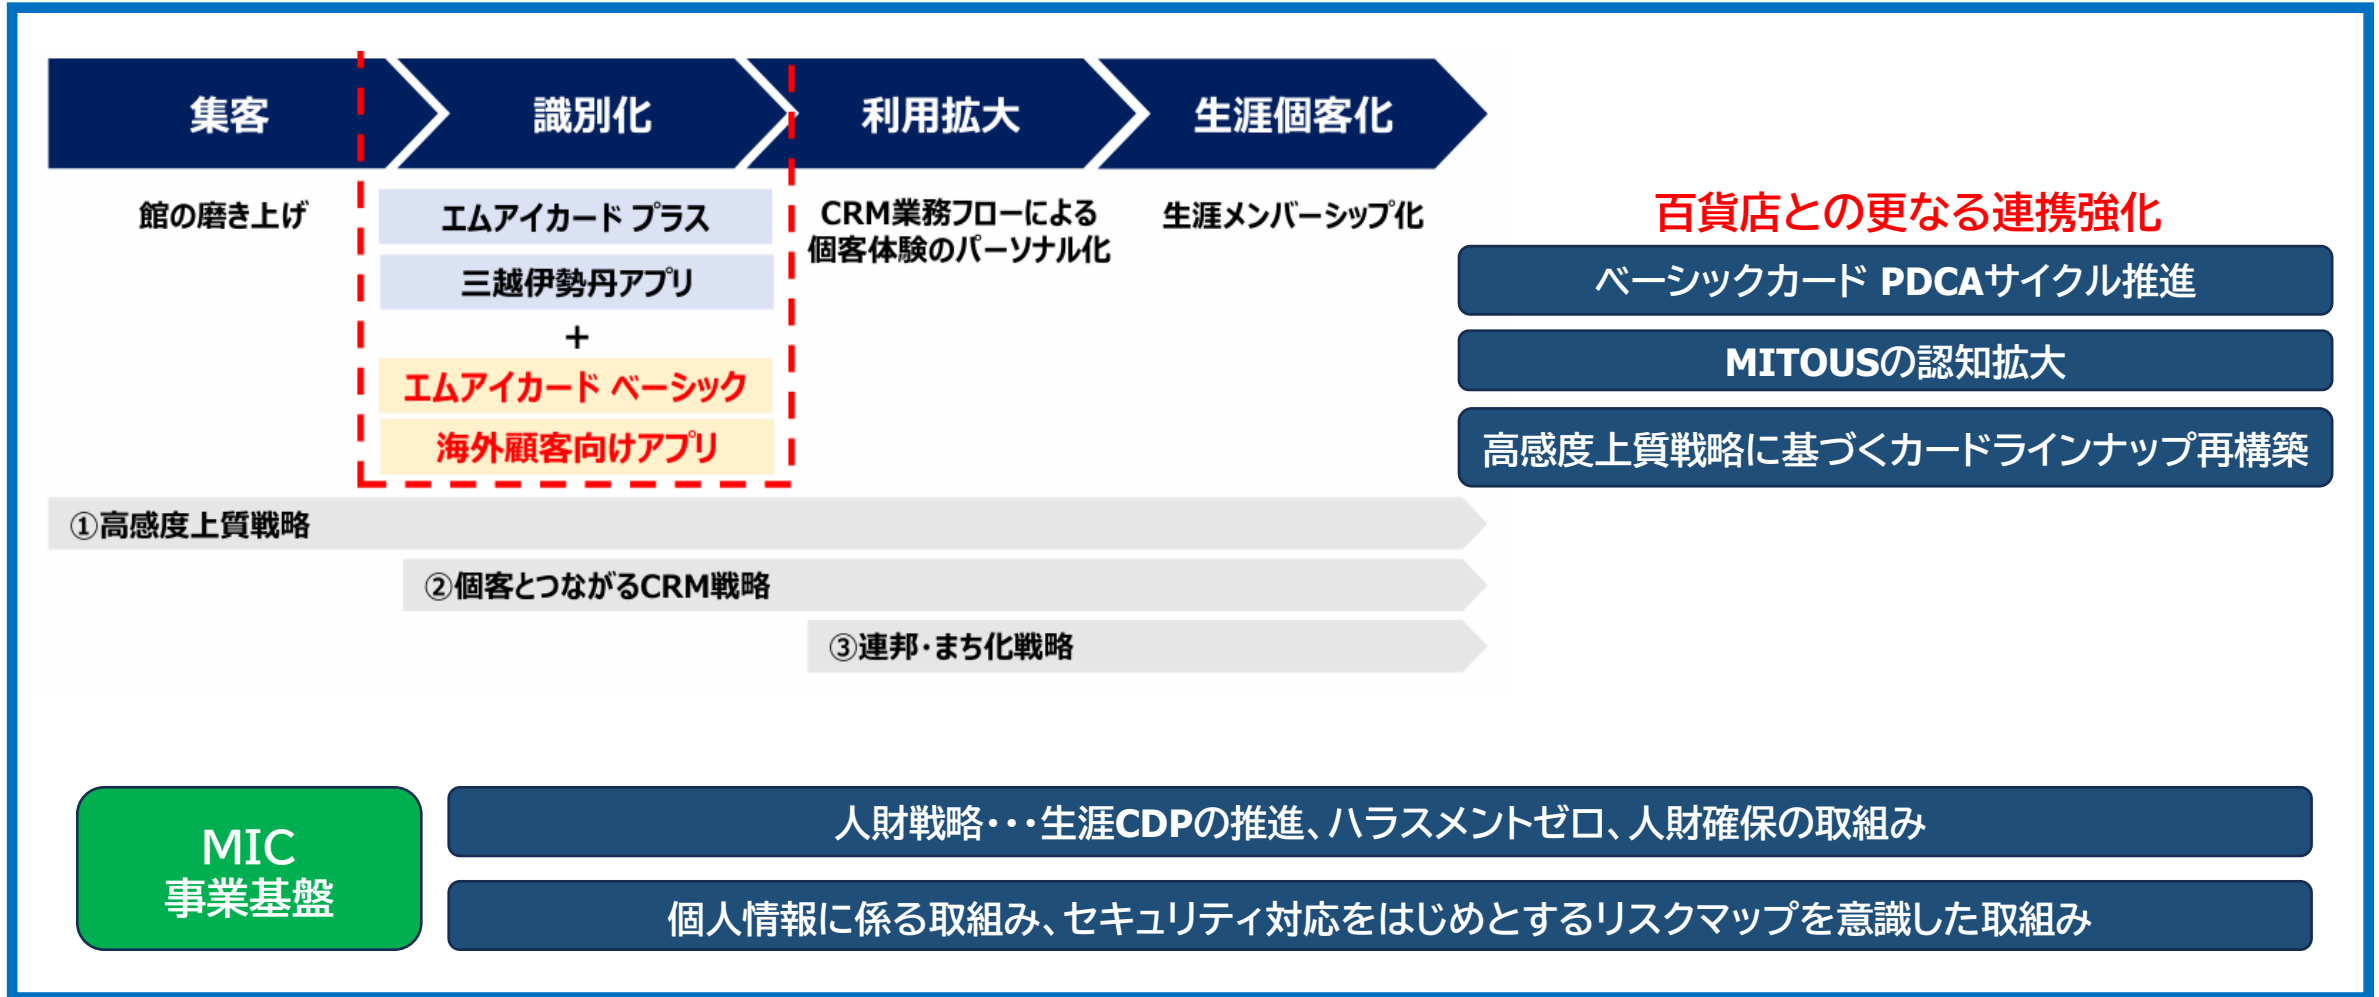 集客
識別化
利用拡大
生涯個客化
館の磨き上げ
エムアイカード プラス
三越伊勢丹アプリ
+
エムアイカード ベーシック
海外顧客向けアプリ
CRM業務フローによる
個客体験のパーソナル化
生涯メンバーシップ化
①高感度上質戦略
②個客とつながるCRM戦略
③連邦・まち化戦略
百貨店との更なる連携強化
ベーシックカード PDCAサイクル推進
MITOUSの認知拡大
高感度上質戦略に基づくカードラインナップ再構築
MIC
事業基盤
人財戦略・・・生涯CDPの推進、ハラスメントゼロ、人財確保の取組み
個人情報に係る取組み、セキュリティ対応をはじめとするリスクマップを意識した取組み